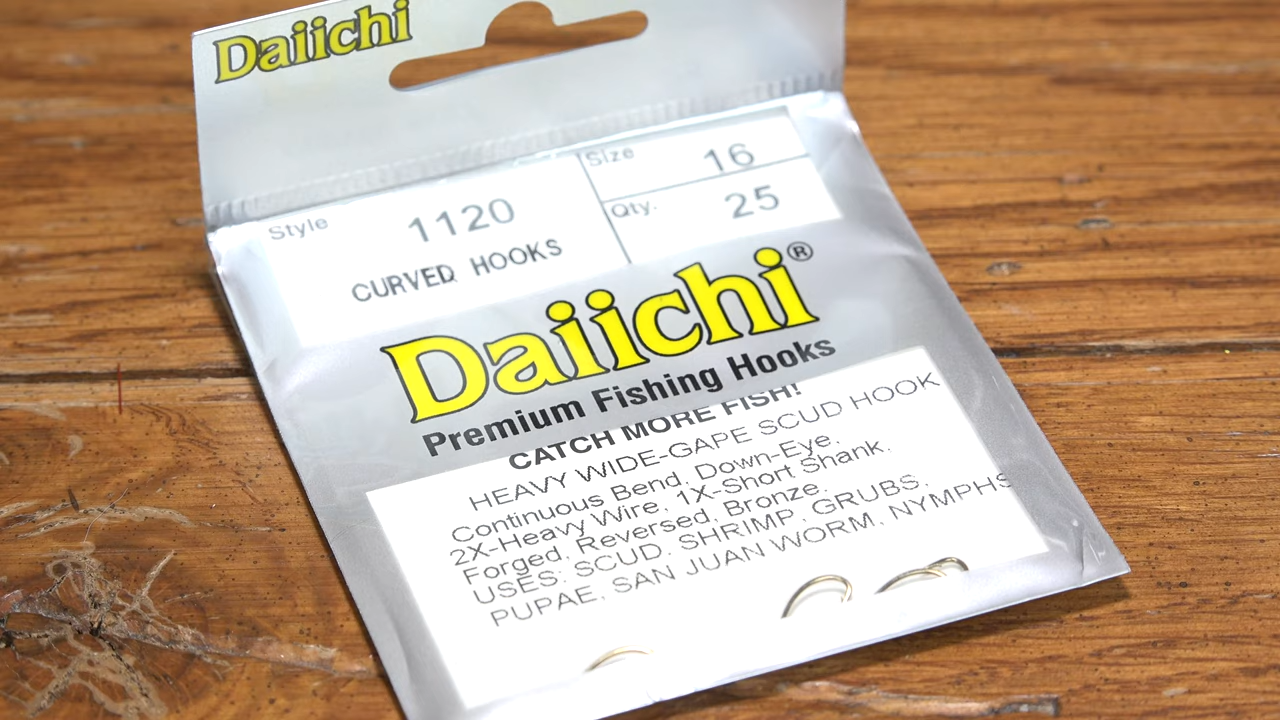 Daiichi
Style 1120
CURVED HOOKS
Size 16
Qty. 25
Daiichi®
Premium Fishing Hooks
CATCH MORE FISH!
HEAVY WIDE-GAPE SCUD HOOK
Continuous Bend, Down-Eye,
2X-Heavy Wire, 1X-Short Shank,
Forged, Reversed, Bronze.
USES: SCUD, SHRIMP, GRUBS,
PUPAE, SAN JUAN WORM, NYMPHS